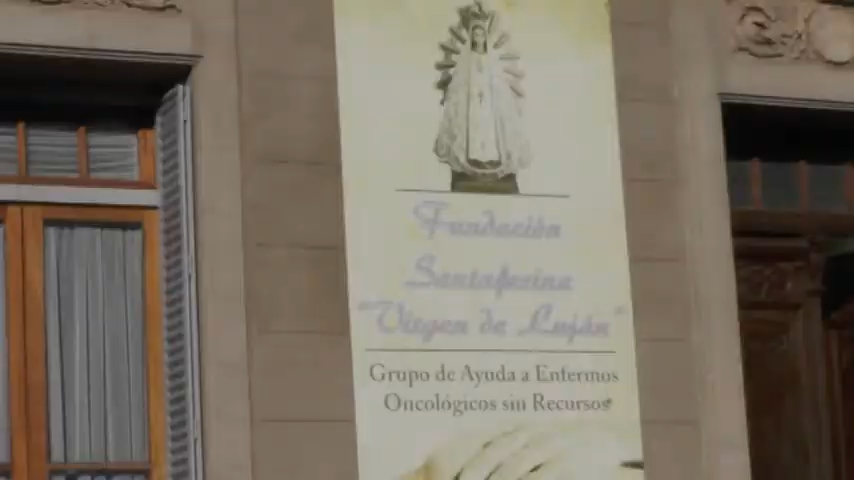 Fundación
Santafesina
"Virgen de Luján"
Grupo de Ayuda a Enfermos
Oncológicos sin Recursos